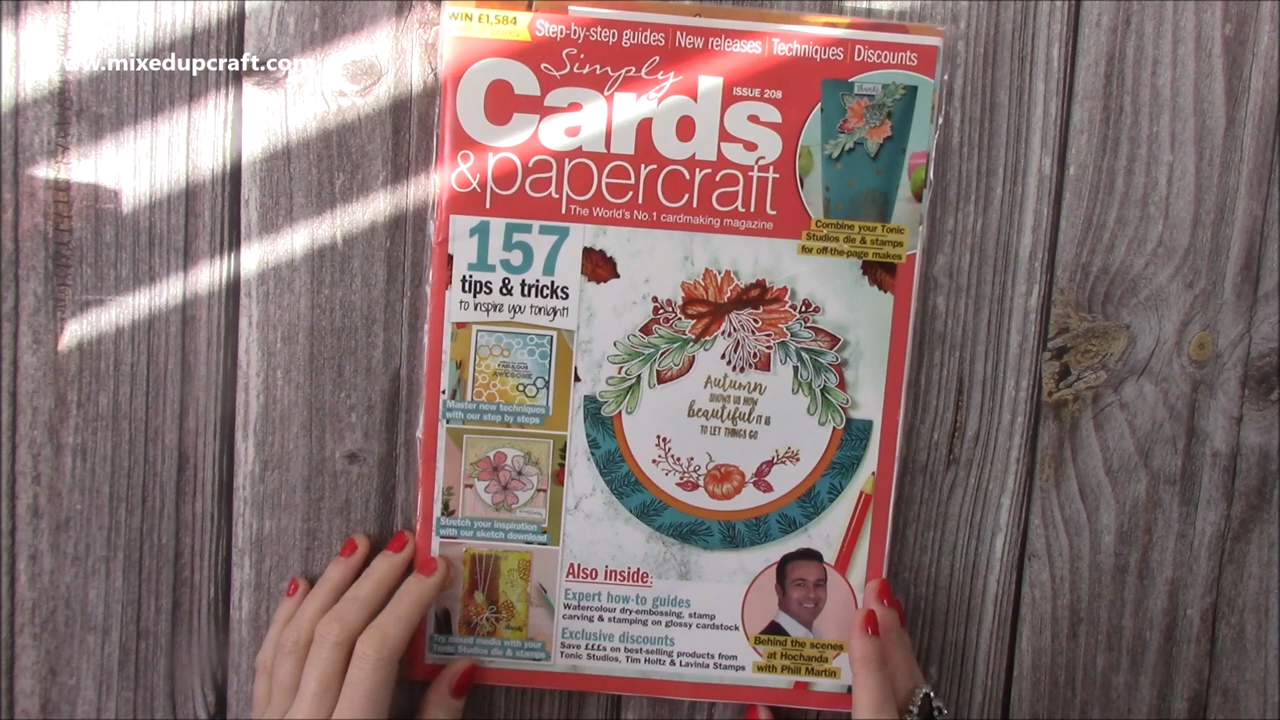 www.mixedupcraft.com
WIN £1,584
Step-by-step guides | New releases | Techniques | Discounts
Simply
Cards
ISSUE 208
&papercraft
The World's No.1 cardmaking magazine
thanks
Combine your Tonic
Studios die & stamps
for off-the-page makes
157
tips & tricks
to inspire you tonight!
FABULOUS
AWESOME
Master new techniques
with our step by steps
Stretch your inspiration
with our sketch download
Try mixed media with your
Tonic Studios die & stamps
Autumn
SHOWS US HOW
beautiful IT IS
TO LET THINGS GO
Also inside:
Expert how-to guides
Watercolour dry-embossing, stamp
carving & stamping on glossy cardstock
Exclusive discounts
Save £££s on best-selling products from
Tonic Studios, Tim Holtz & Lavinia Stamps
Behind the scenes
at Hochanda
with Phill Martin